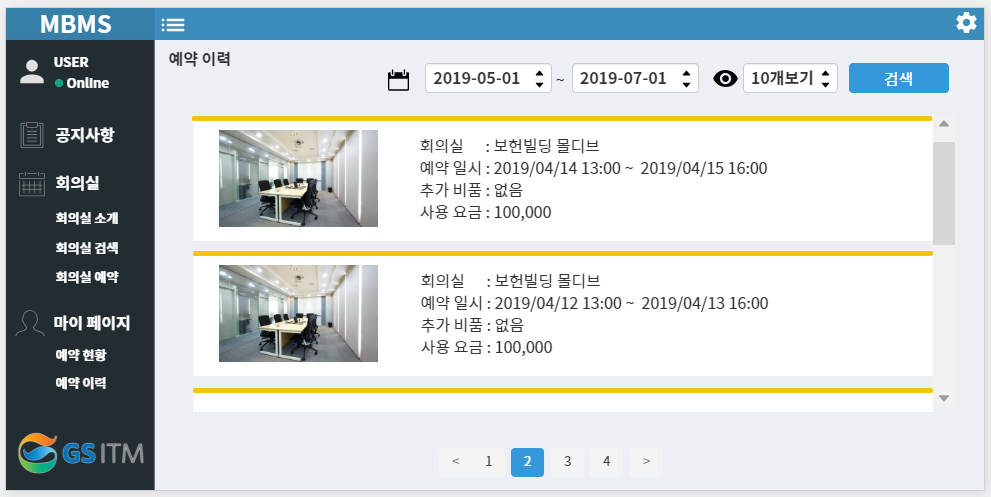 MBMS
USER
Online
공지사항
회의실
회의실 소개
회의실 검색
회의실 예약
마이 페이지
예약 현황
예약 이력
GS ITM
예약 이력
2019-05-01 ~ 2019-07-01 10개보기 검색
회의실 : 보헌빌딩 몰디브
예약 일시 : 2019/04/14 13:00 ~ 2019/04/15 16:00
추가 비품 : 없음
사용 요금 : 100,000
회의실 : 보헌빌딩 몰디브
예약 일시 : 2019/04/12 13:00 ~ 2019/04/13 16:00
추가 비품 : 없음
사용 요금 : 100,000
< 1 2 3 4 >